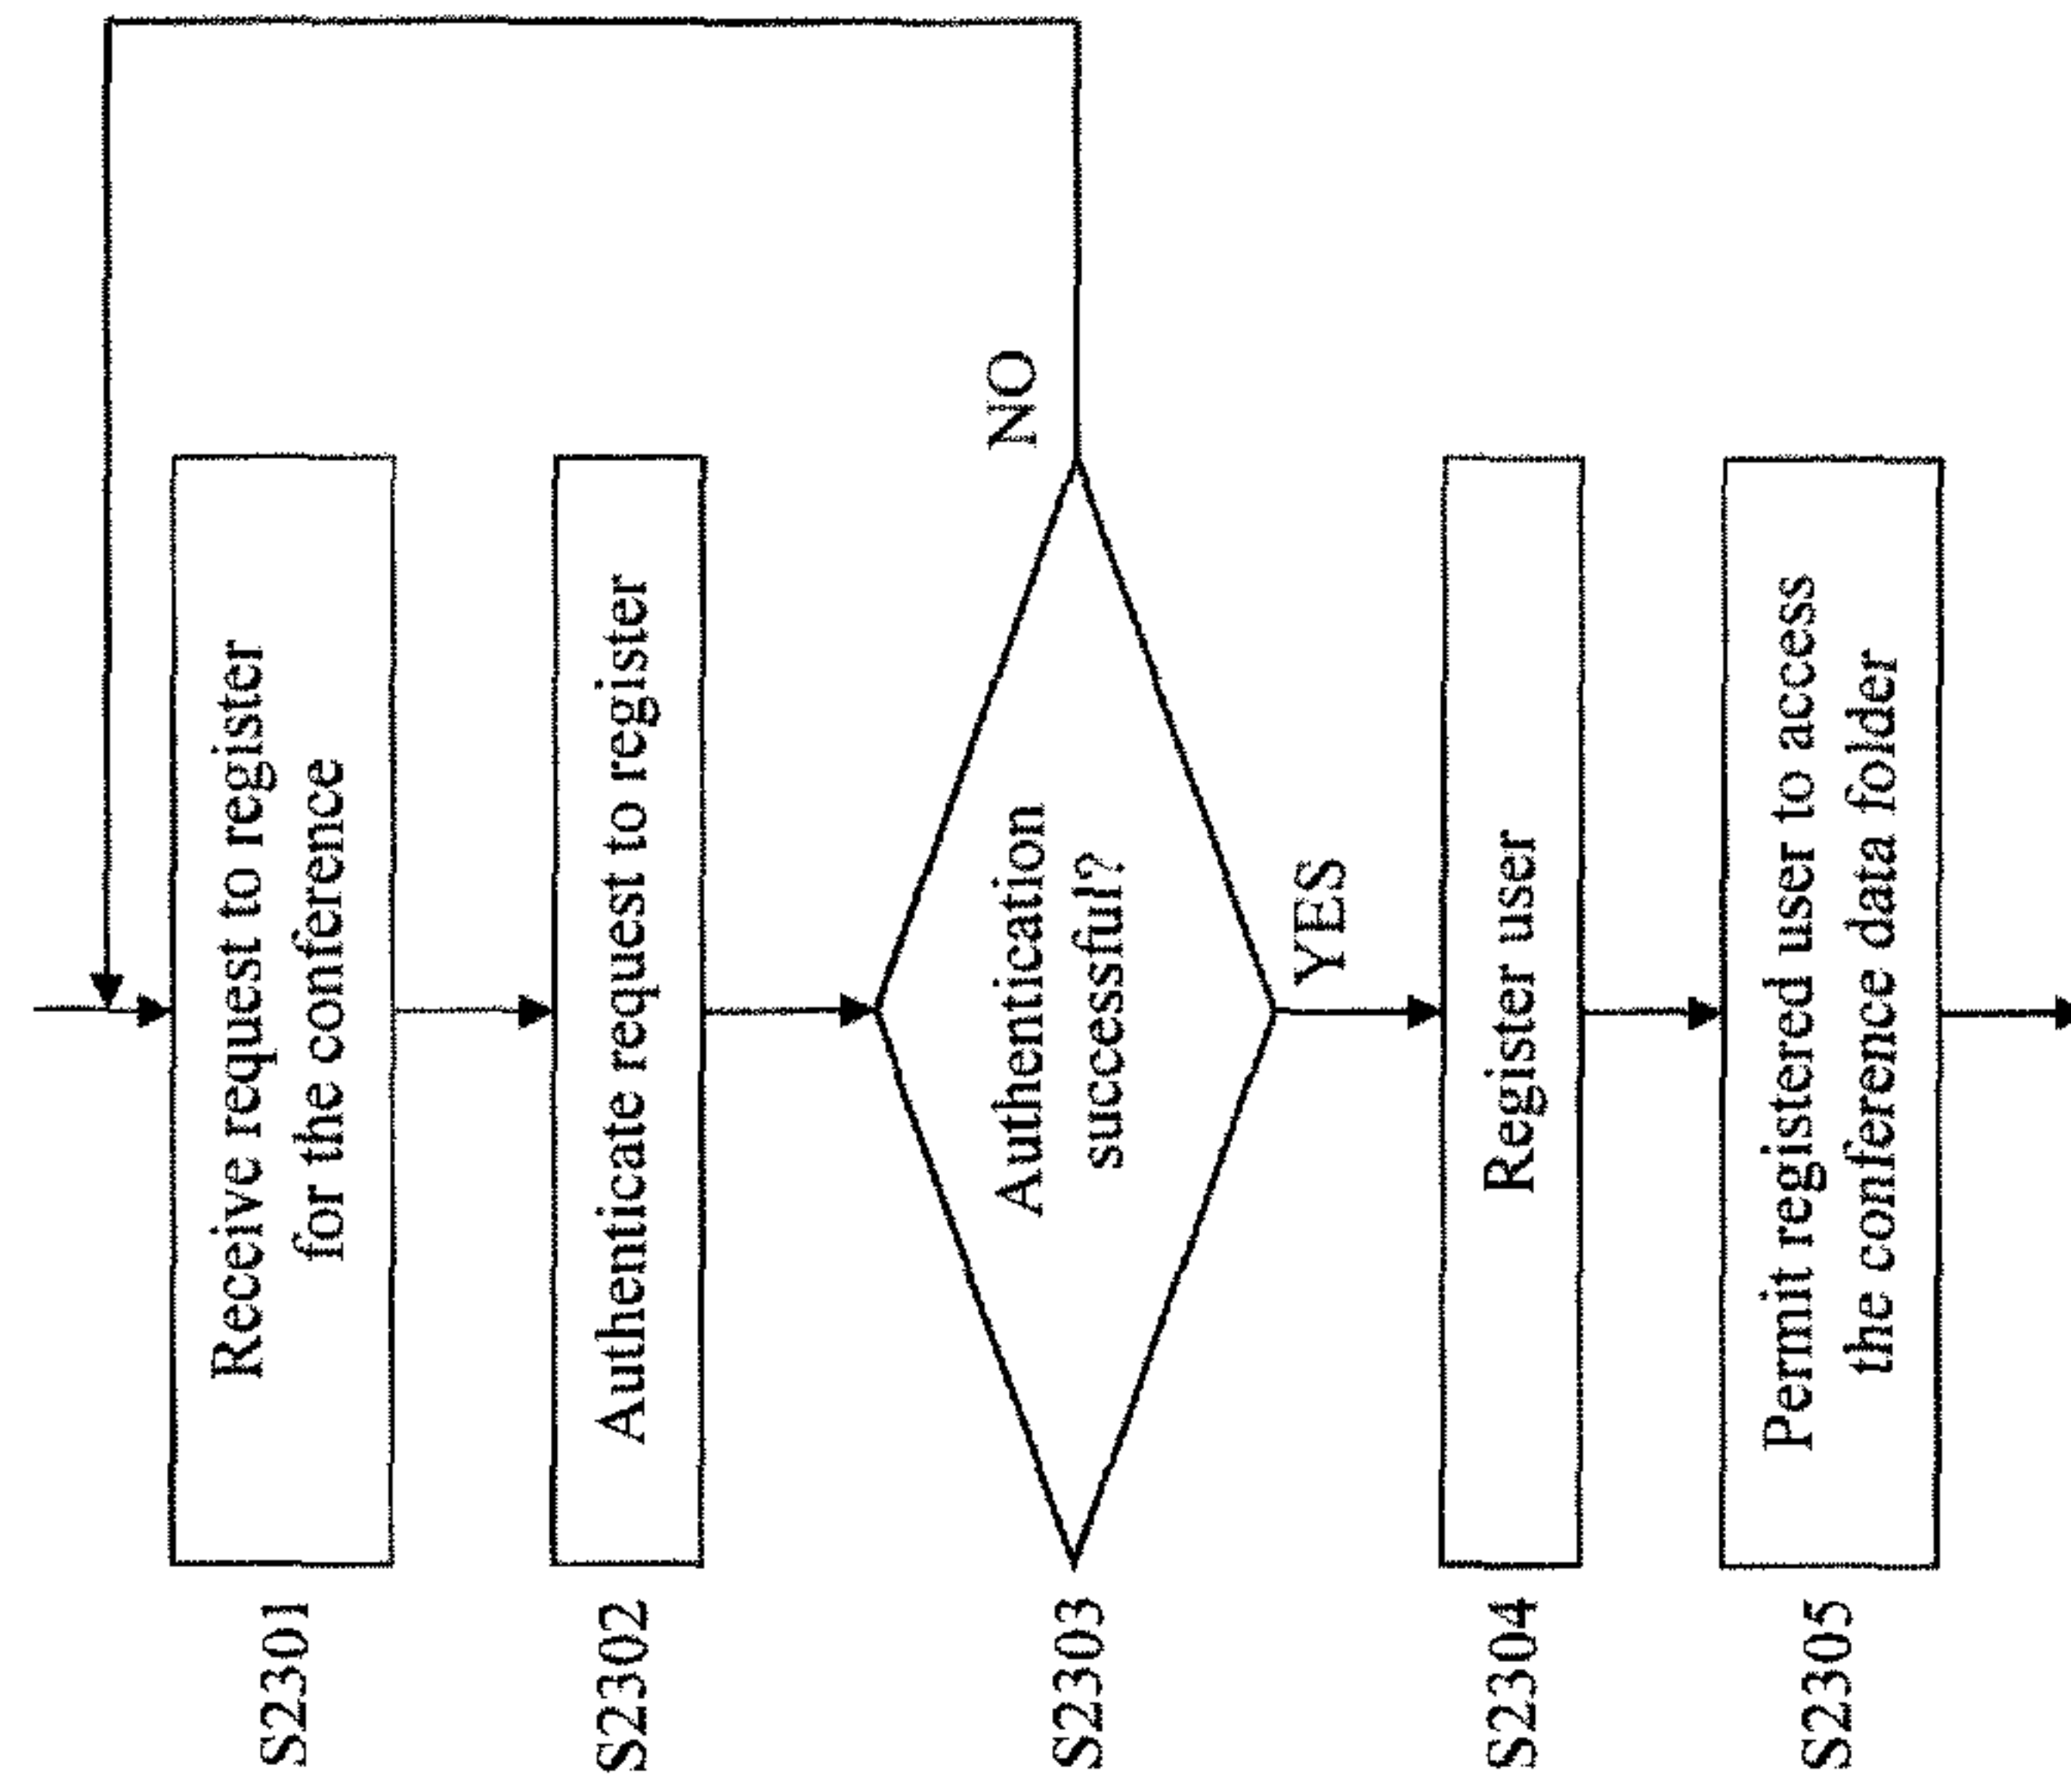 S2301
Receive request to register
for the conference
S2302
Authenticate request to register
S2303
Authentication
successful?
NO
YES
S2304
Register user
S2305
Permit registered user to access
the conference data folder